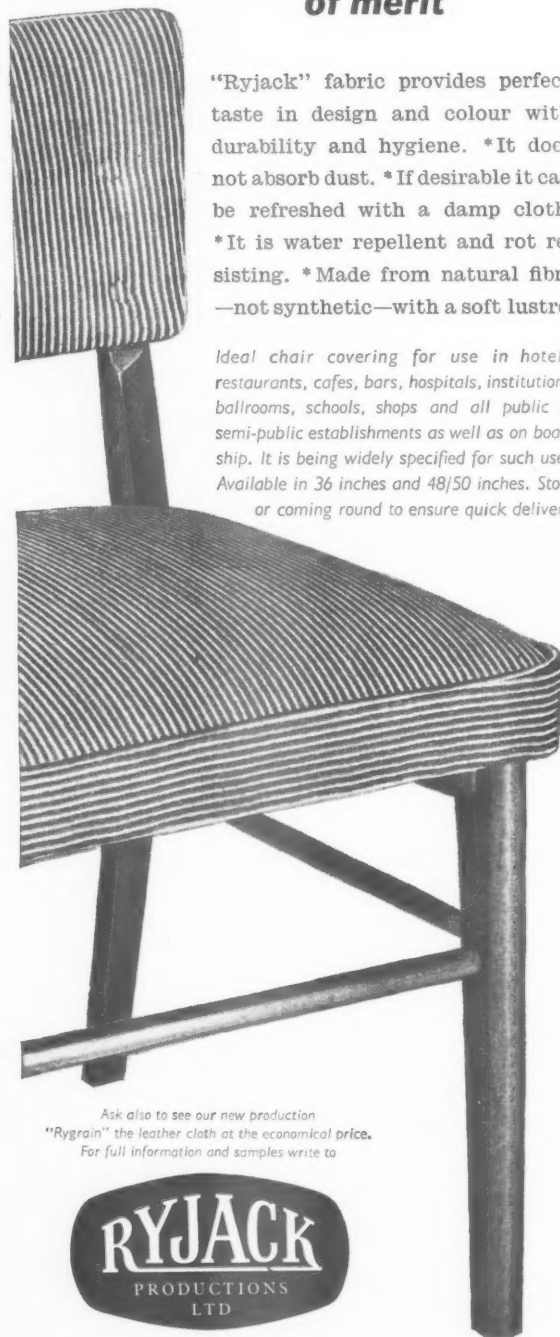 of merit
“Ryjack” fabric provides perfec
taste in design and colour wit
durability and hygiene. *It doe
not absorb dust. *If desirable it ca
be refreshed with a damp cloth
*It is water repellent and rot re
sisting. *Made from natural fibr
—not synthetic—with a soft lustre
Ideal chair covering for use in hotel
restaurants, cafes, bars, hospitals, institution
ballrooms, schools, shops and all public
semi-public establishments as well as on boa
ship. It is being widely specified for such use
Available in 36 inches and 48/50 inches. Sto
or coming round to ensure quick deliver
Ask also to see our new production
“Rygrain” the leather cloth at the economical price.
For full information and samples write to
RYJACK
PRODUCTIONS
LTD